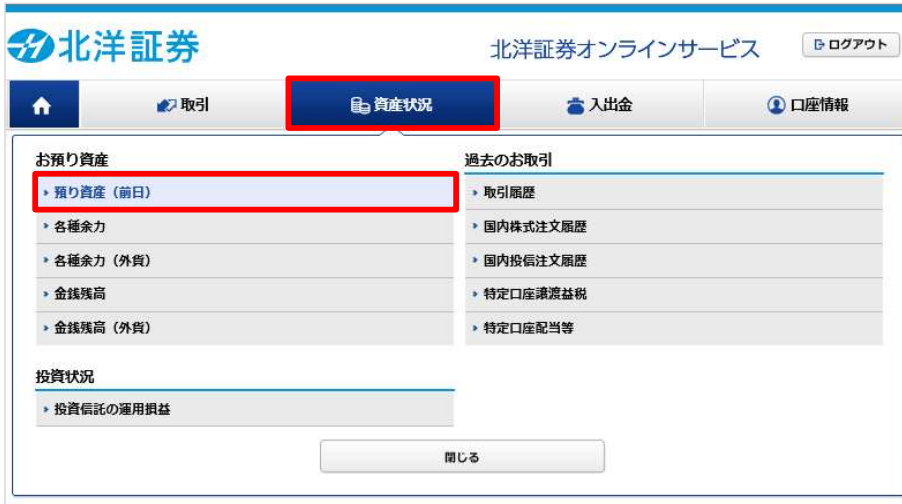 北洋証券
北洋証券オンラインサービス
ログアウト
取引
資産状況
入出金
口座情報
お預り資産
預り資産（前日）
各種余力
各種余力（外貨）
金銭残高
金銭残高（外貨）
過去のお取引
取引履歴
国内株式注文履歴
国内投信注文履歴
特定口座譲渡益税
特定口座配当等
投資状況
投資信託の運用損益
閉じる